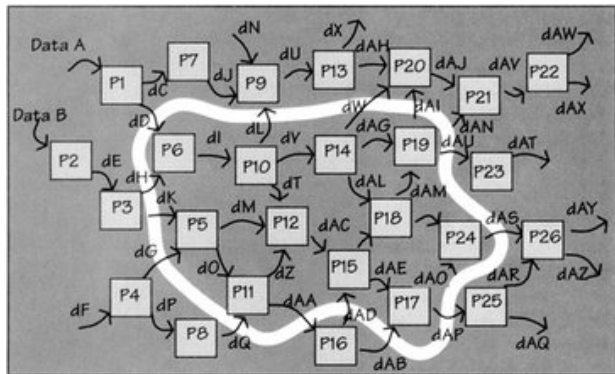 dN
dX
dAW
Data A
P7
dU
P13
dAH
P20
dAJ
dAV
P22
P1
dC
dJ
P9
P21
dAX
Data B
dD
dL
dW
dAI
dAN
P2
dE
P6
dI
P10
dV
P14
dAG
P19
dAU
dAT
P23
dH
dT
dAL
P3
dK
P5
dM
P12
P18
dAM
dAC
P24
dAS
P26
dAY
dG
dO
dZ
P15
dAE
dAO
dAR
dAZ
P4
P11
dF
dP
dAA
dAD
P17
P25
P8
dQ
P16
dAB
dAP
dAQ